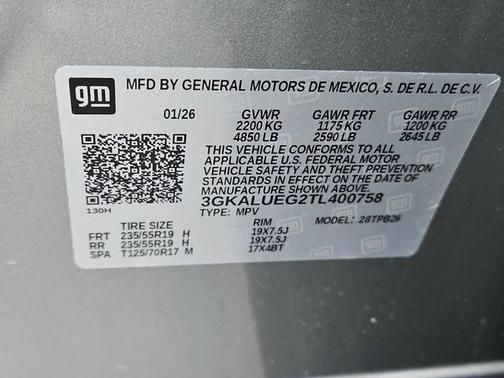 gm
MFD BY GENERAL MOTORS DE MEXICO, S. DE R.L. DE C.V.
01/26 GVWR GAWR FRT GAWR RR
2200 KG 1175 KG 1200 KG
4850 LB 2590 LB 2645 LB
THIS VEHICLE CONFORMS TO ALL
APPLICABLE U.S. FEDERAL MOTOR
VEHICLE SAFETY AND THEFT PREVENTION
STANDARDS IN EFFECT ON THE DATE OF
MANUFACTURE SHOWN ABOVE.
3GKALUEG2TL400758
TYPE: MPV MODEL: 28TPB26
130H
TIRE SIZE RIM
FRT 235/55R19 H 19X7.5J
RR 235/55R19 H 19X7.5J
SPA T125/70R17 M 17X4BT